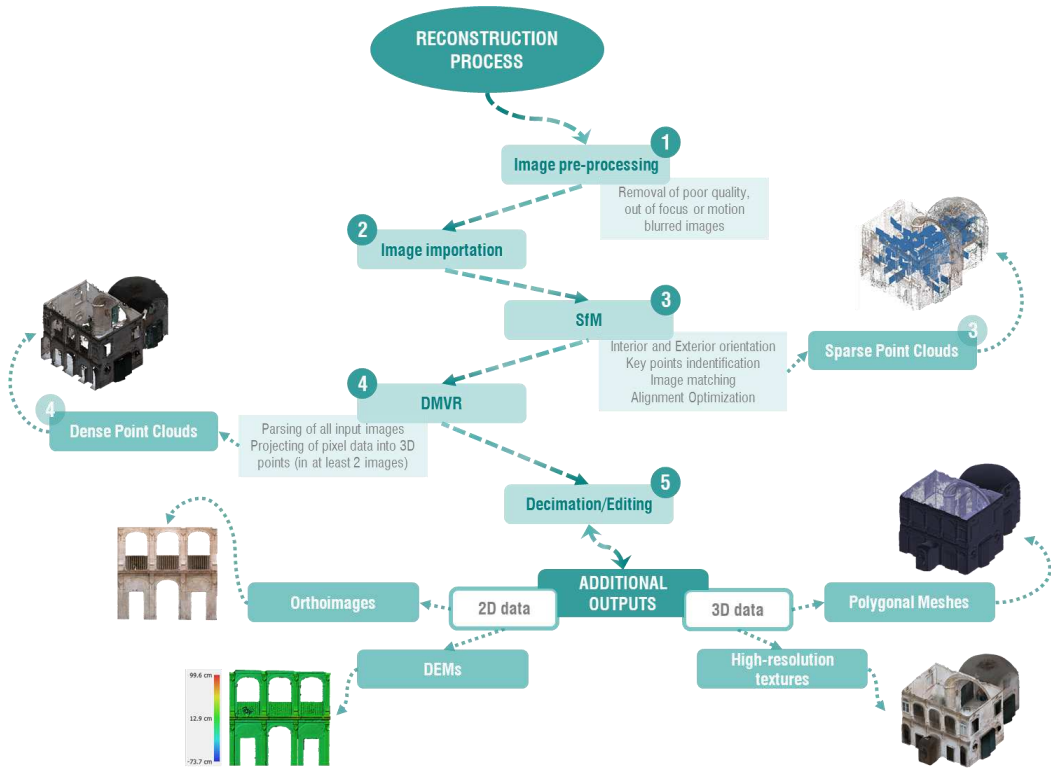 RECONSTRUCTION
PROCESS
1
Image pre-processing
Removal of poor quality,
out of focus or motion
blurred images
2
Image importation
3
SfM
Interior and Exterior orientation
Key points indentification
Image matching
Alignment Optimization
3
Sparse Point Clouds
4
DMVR
Parsing of all input images
Projecting of pixel data into 3D
points (in at least 2 images)
4
Dense Point Clouds
5
Decimation/Editing
ADDITIONAL
OUTPUTS
2D data
3D data
Orthoimages
Polygonal Meshes
DEMs
High-resolution
textures
99.6 cm
12.9 cm
-73.7 cm